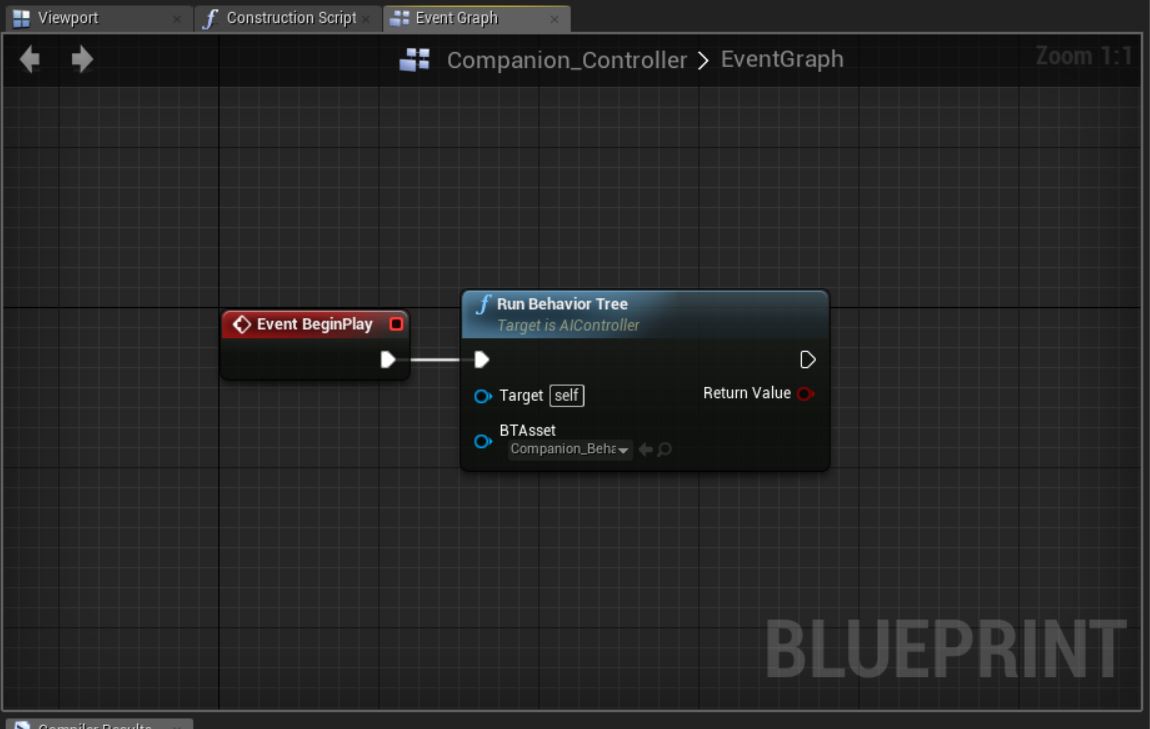 Viewport
Construction Script
Event Graph
Companion_Controller > EventGraph
Zoom 1:1
Event BeginPlay
Run Behavior Tree
Target is AIController
Target self
Return Value
BTAsset
Companion_Beha
BLUEPRINT
Compiler Results